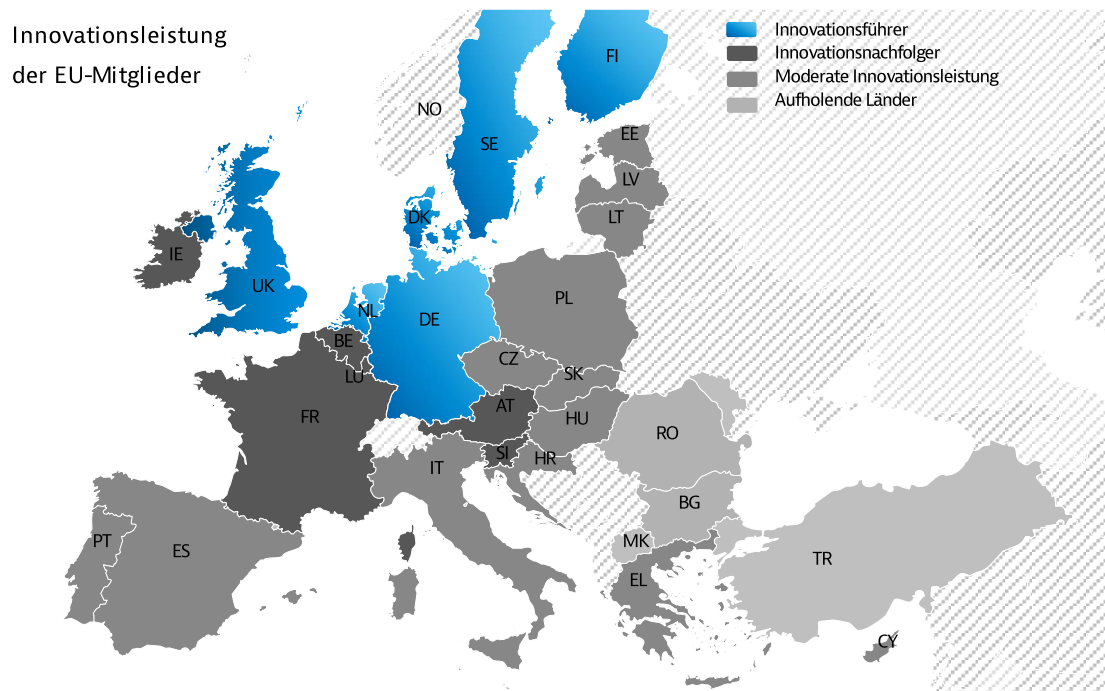 Innovationsleistung
der EU-Mitglieder
Innovationsführer
Innovationsnachfolger
Moderate Innovationsleistung
Aufholende Länder
FI
NO
SE
EE
LV
LT
DK
IE
UK
NL
DE
PL
BE
LU
CZ
SK
FR
AT
HU
RO
SI
HR
IT
BG
PT
ES
MK
EL
TR
CY